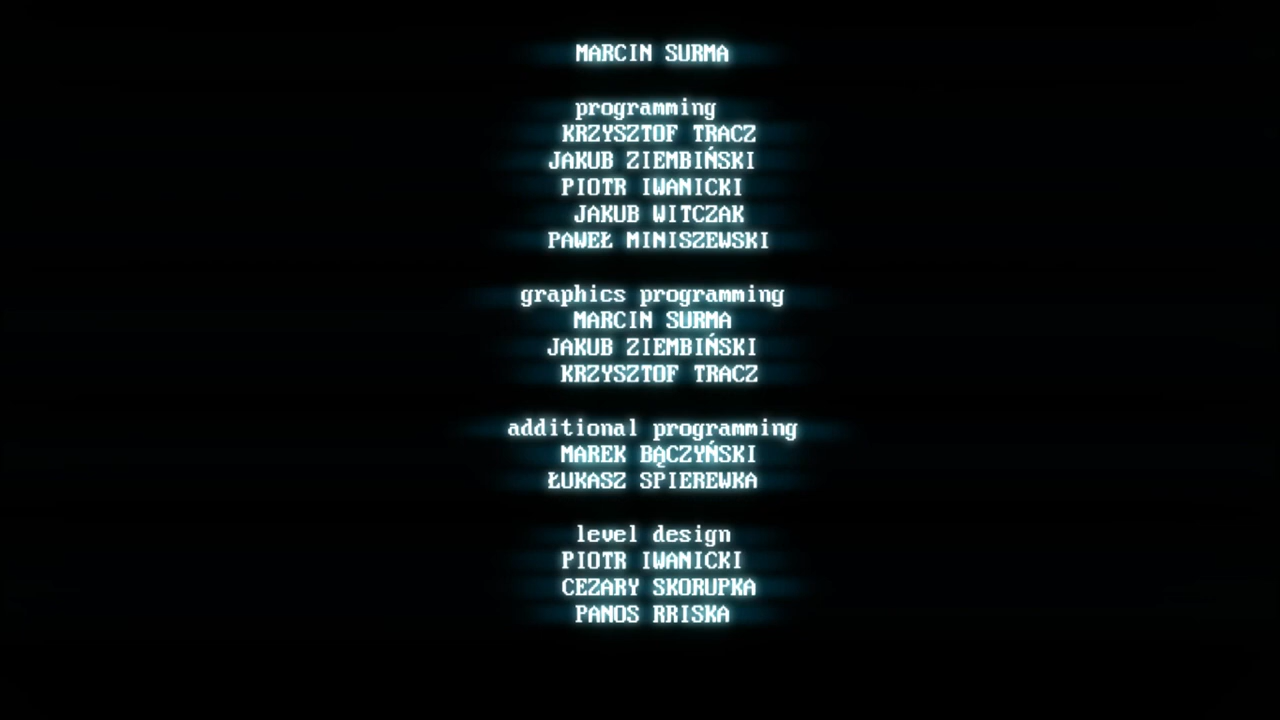 MARCIN SURMA
programming
KRZYSZTOF TRACZ
JAKUB ZIEMBIŃSKI
PIOTR IWANICKI
JAKUB WITCZAK
PAWEŁ MINISZEWSKI
graphics programming
MARCIN SURMA
JAKUB ZIEMBIŃSKI
KRZYSZTOF TRACZ
additional programming
MAREK BĄCZYŃSKI
ŁUKASZ SPIEREWKA
level design
PIOTR IWANICKI
CEZARY SKORUPKA
PANOS RRISKA